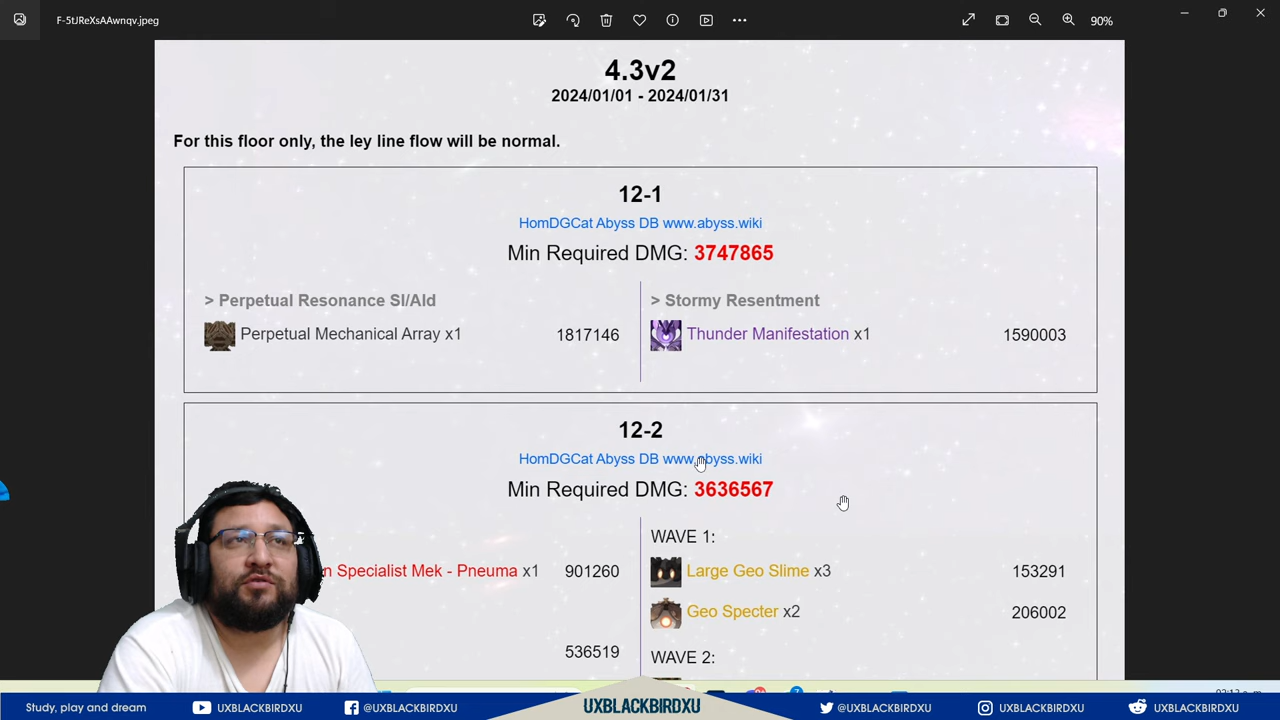 F-5tJReXsAAwnqv.jpeg
90%
4.3v2
2024/01/01 - 2024/01/31
For this floor only, the ley line flow will be normal.
12-1
HomDGCat Abyss DB www.abyss.wiki
Min Required DMG: 3747865
> Perpetual Resonance SI/AId
Perpetual Mechanical Array x1 1817146
> Stormy Resentment
Thunder Manifestation x1 1590003
12-2
HomDGCat Abyss DB www.abyss.wiki
Min Required DMG: 3636567
n Specialist Mek - Pneuma x1 901260
536519
WAVE 1:
Large Geo Slime x3 153291
Geo Specter x2 206002
WAVE 2:
Study, play and dream UXBLACKBIRDXU @UXBLACKBIRDXU UXBLACKBIRDXU @UXBLACKBIRDXU UXBLACKBIRDXU UXBLACKBIRDXU